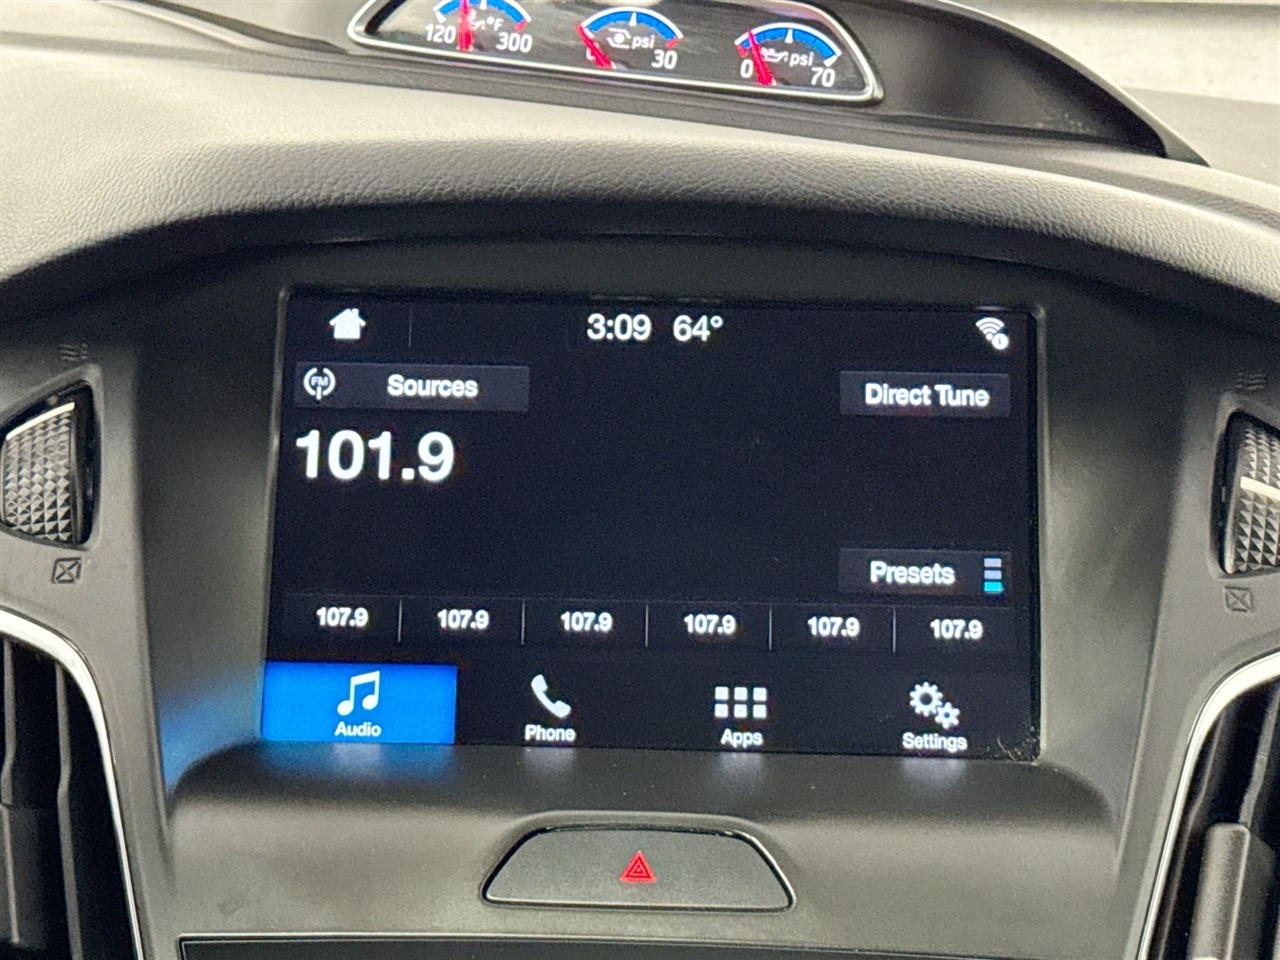 120 °F 300
psi 30
0 psi 70
3:09 64°
FM Sources
Direct Tune
101.9
Presets
107.9 107.9 107.9 107.9 107.9 107.9
Audio Phone Apps Settings